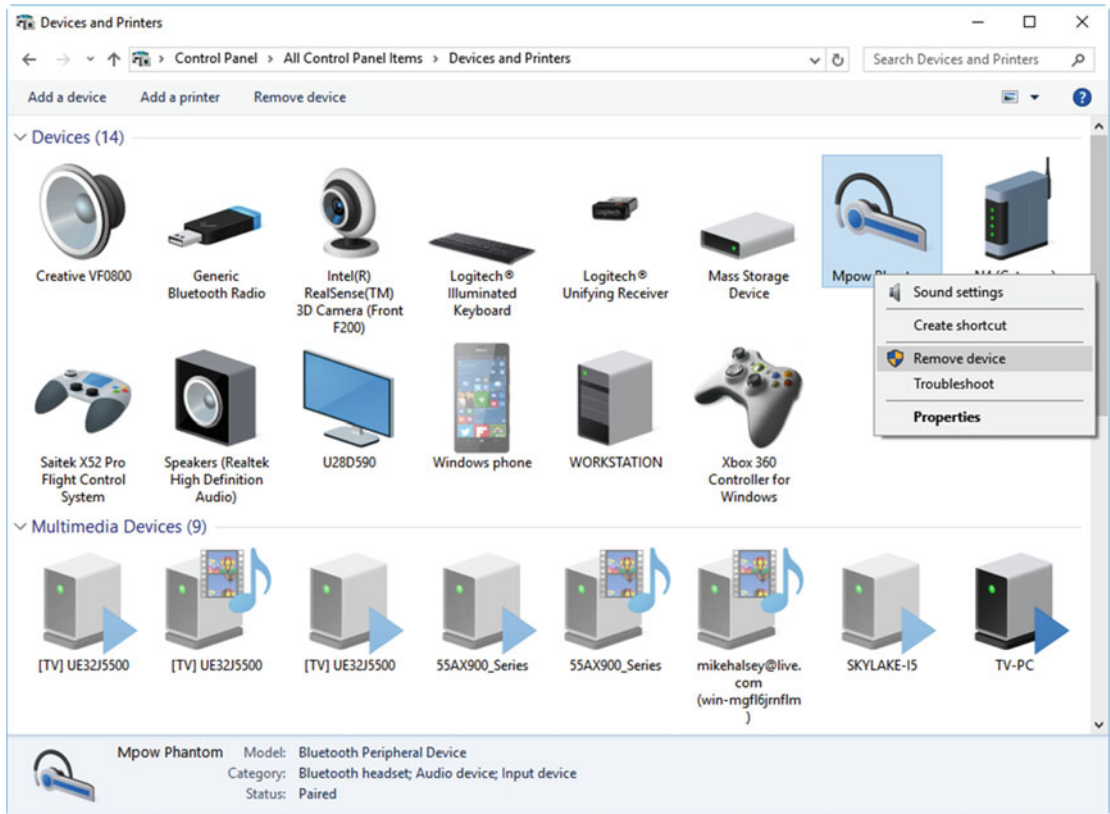 Devices and Printers
Control Panel > All Control Panel Items > Devices and Printers
Search Devices and Printers
Add a device Add a printer Remove device
Devices (14)
Creative VF0800
Generic
Bluetooth Radio
Intel(R)
RealSense(TM)
3D Camera (Front
F200)
Logitech®
Illuminated
Keyboard
Logitech®
Unifying Receiver
Mass Storage
Device
Sound settings
Create shortcut
Remove device
Troubleshoot
Properties
Saitek X52 Pro
Flight Control
System
Speakers (Realtek
High Definition
Audio)
U28D590
Windows phone
WORKSTATION
Xbox 360
Controller for
Windows
Multimedia Devices (9)
[TV] UE32J5500
[TV] UE32J5500
[TV] UE32J5500
55AX900_Series
55AX900_Series
mikehalsey@live.
com
(win-mgfl6jrnflm
)
SKYLAKE-I5
TV-PC
Mpow Phantom Model: Bluetooth Peripheral Device
Category: Bluetooth headset; Audio device; Input device
Status: Paired